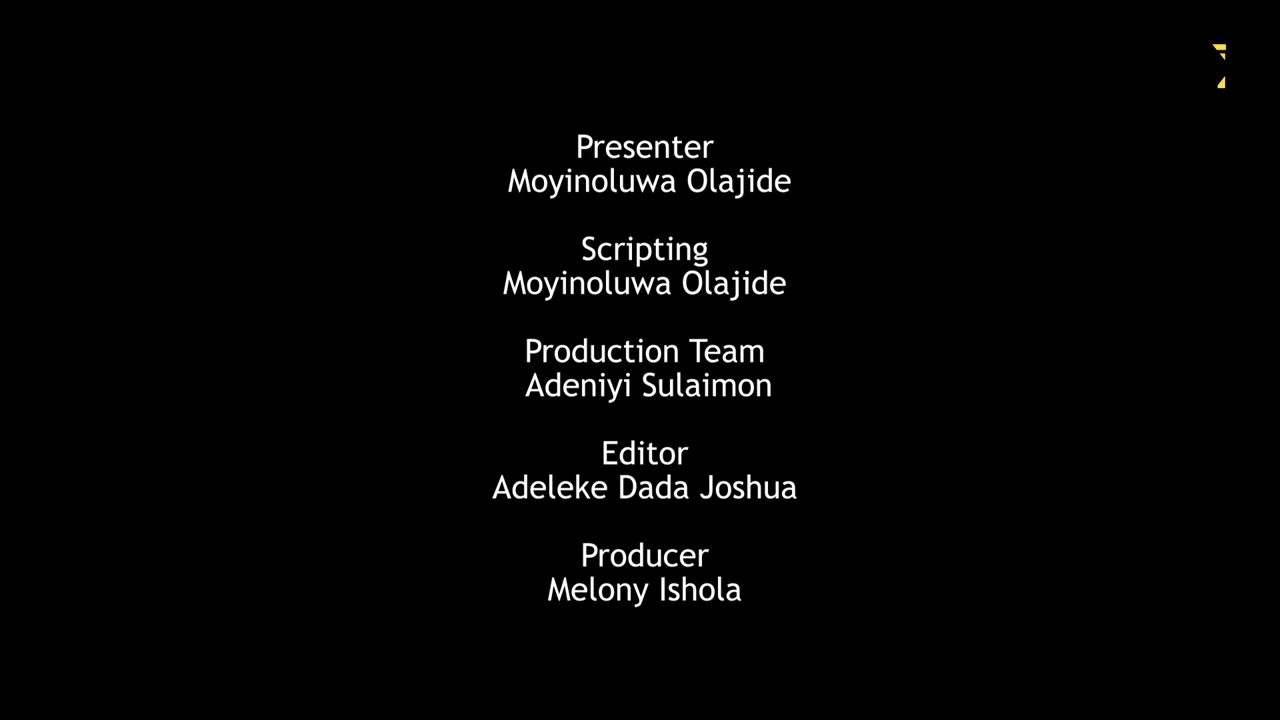 Presenter
Moyinoluwa Olajide
Scripting
Moyinoluwa Olajide
Production Team
Adeniyi Sulaimon
Editor
Adeleke Dada Joshua
Producer
Melony Ishola